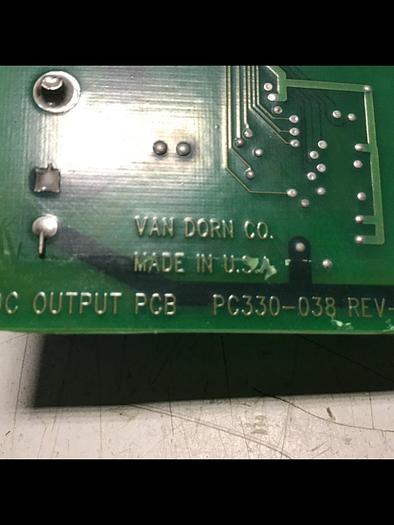 VAN DORN CO.
MADE IN U.S.A.
OUTPUT PCB PC330-038 REV-